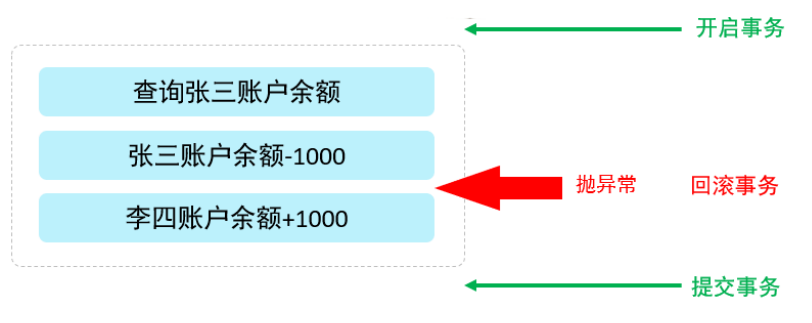 开启事务
查询张三账户余额
张三账户余额-1000
抛异常
回滚事务
李四账户余额+1000
提交事务